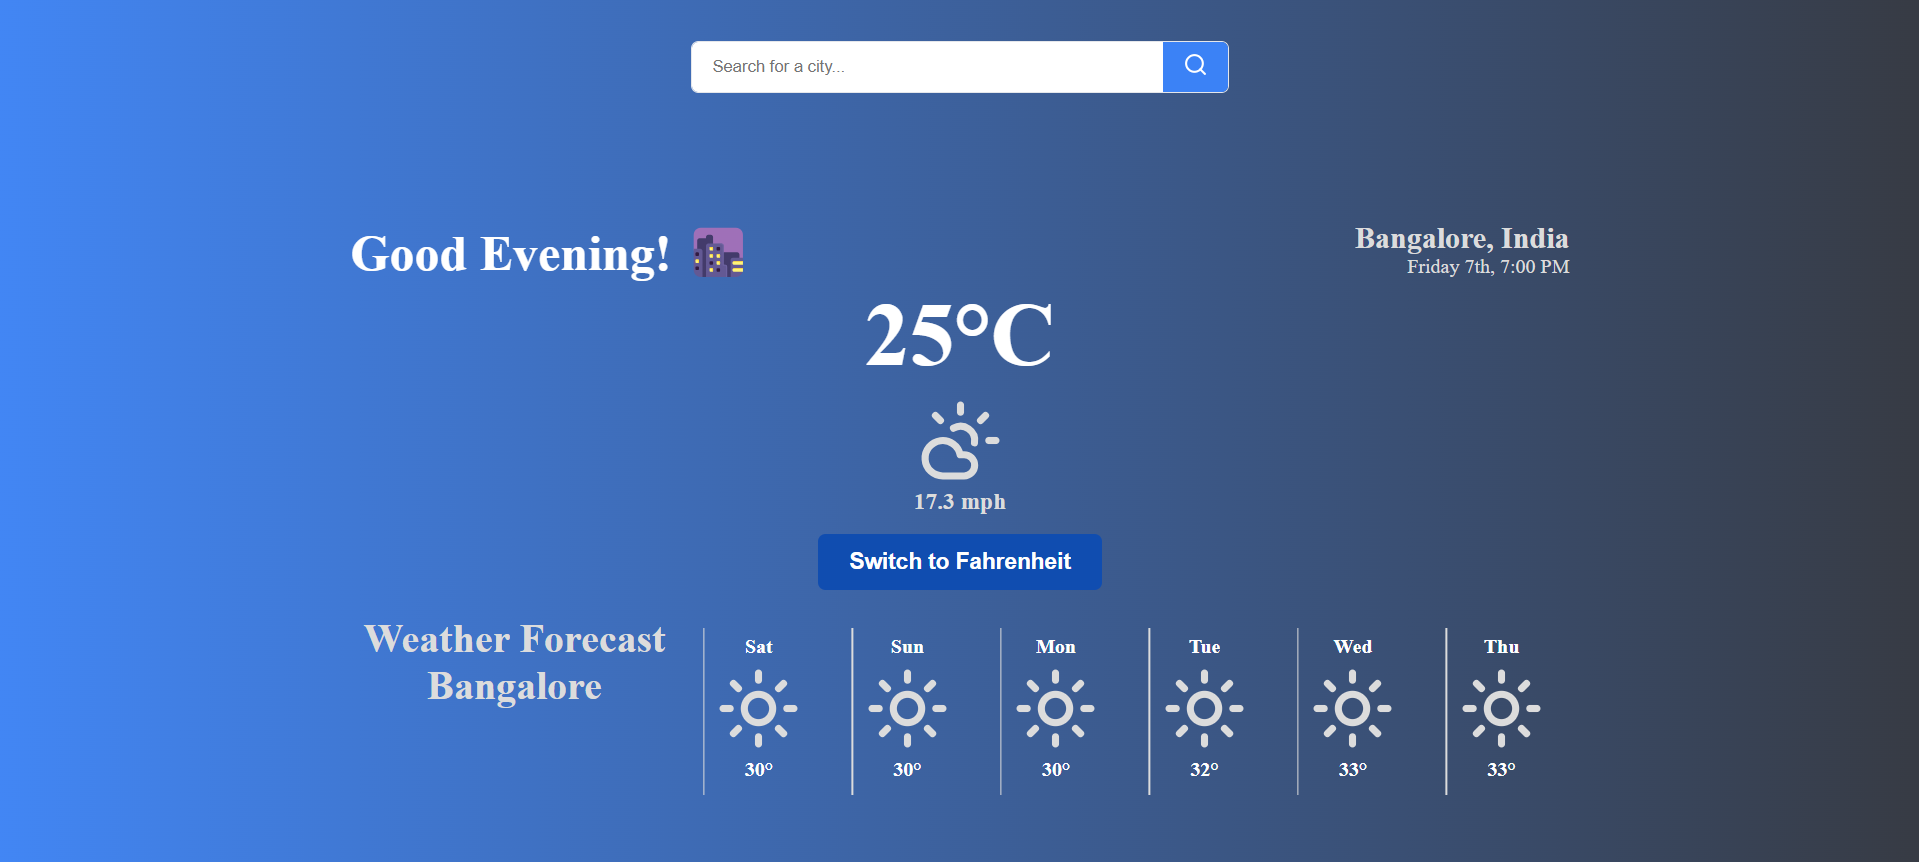 Search for a city...
Good Evening!
Bangalore, India
Friday 7th, 7:00 PM
25°C
17.3 mph
Switch to Fahrenheit
Weather Forecast
Bangalore
Sat
30°
Sun
30°
Mon
30°
Tue
32°
Wed
33°
Thu
33°